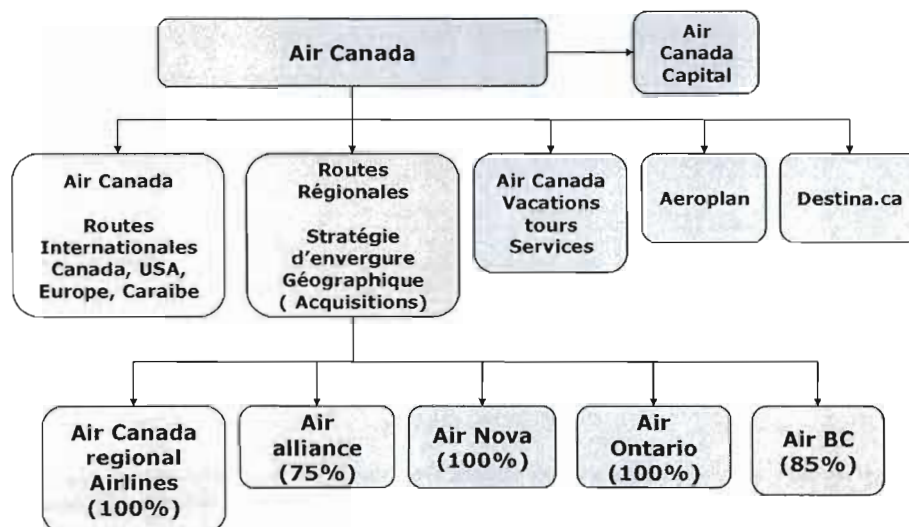 Air Canada
Air
Canada
Capital
Air Canada
Routes
Internationales
Canada, USA,
Europe, Caraibe
Routes
Régionales
Stratégie
d'envergure
Géographique
( Acquisitions)
Air Canada
Vacations
tours
Services
Aeroplan
Destina.ca
Air Canada
regional
Airlines
(100%)
Air
alliance
(75%)
Air Nova
(100%)
Air
Ontario
(100%)
Air BC
(85%)